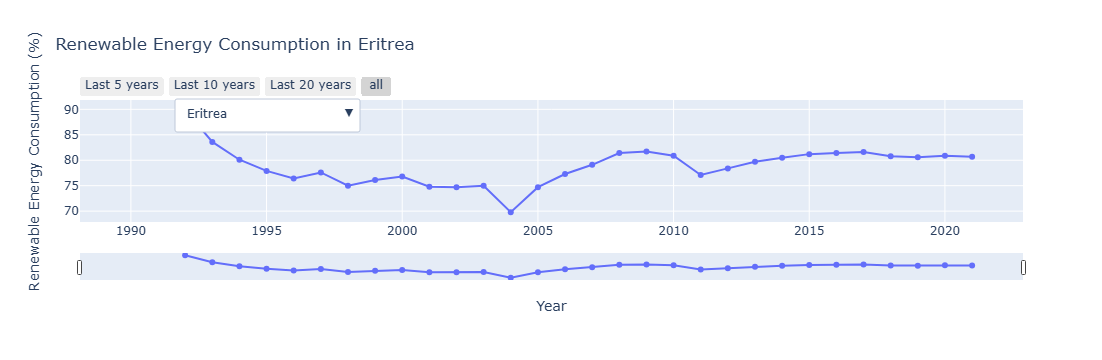 Renewable Energy Consumption in Eritrea
Last 5 years Last 10 years Last 20 years all
Eritrea ▼
Renewable Energy Consumption (%)
90
85
80
75
70
1990 1995 2000 2005 2010 2015 2020
Year